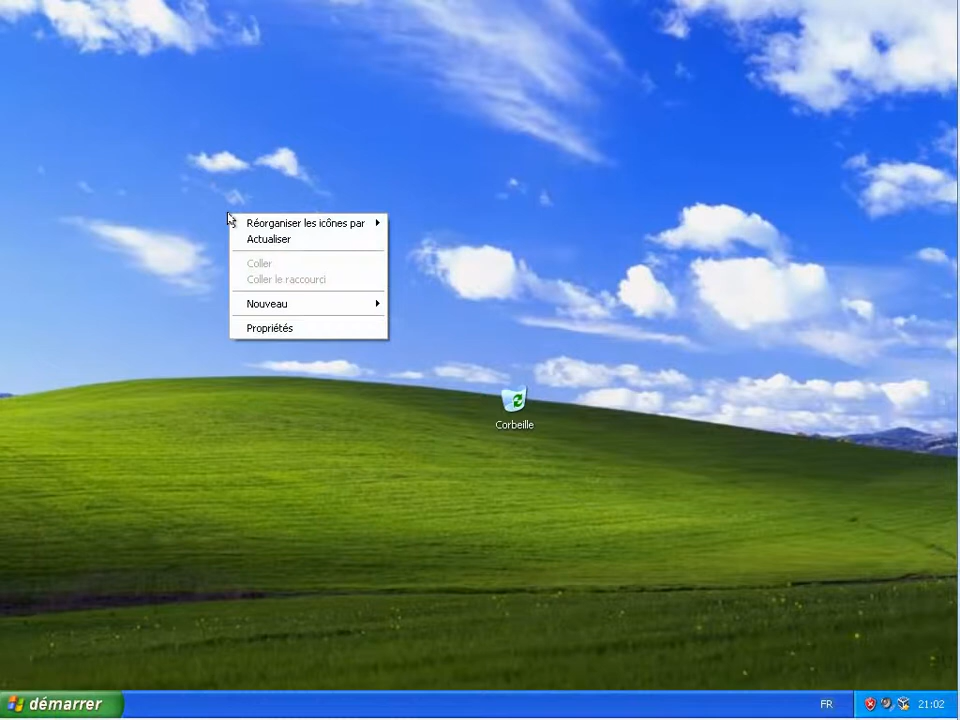 Réorganiser les icônes par
Actualiser
Coller
Coller le raccourci
Nouveau
Propriétés
Corbeille
démarrer
FR
21:02